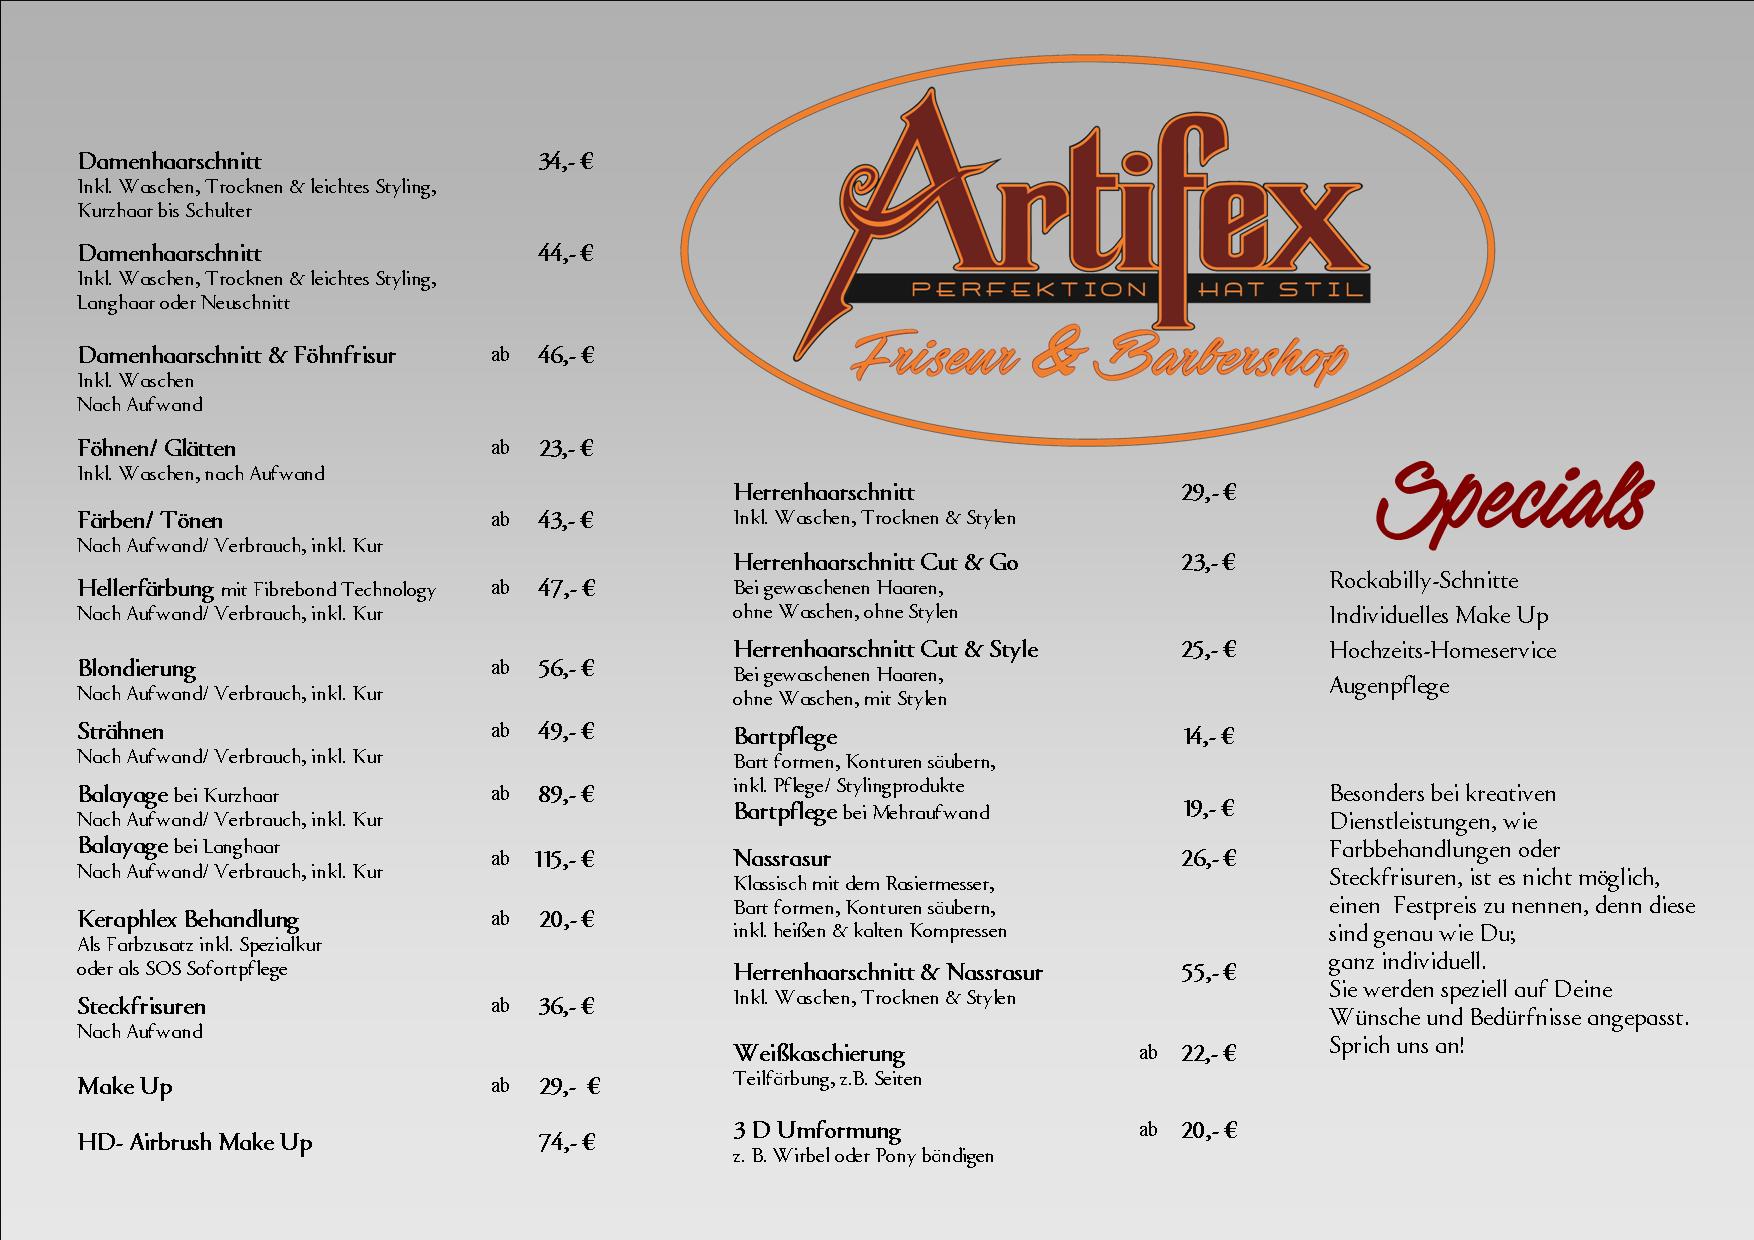 Damenhaarschnitt 34,- €
Inkl. Waschen, Trocknen & leichtes Styling,
Kurzhaar bis Schulter
Damenhaarschnitt 44,- €
Inkl. Waschen, Trocknen & leichtes Styling,
Langhaar oder Neuschnitt
Damenhaarschnitt & Föhnfrisur ab 46,- €
Inkl. Waschen
Nach Aufwand
Föhnen/ Glätten ab 23,- €
Inkl. Waschen, nach Aufwand
Färben/ Tönen ab 43,- €
Nach Aufwand/ Verbrauch, inkl. Kur
Hellerfärbung mit Fibrebond Technology ab 47,- €
Nach Aufwand/ Verbrauch, inkl. Kur
Blondierung ab 56,- €
Nach Aufwand/ Verbrauch, inkl. Kur
Strähnen ab 49,- €
Nach Aufwand/ Verbrauch, inkl. Kur
Balayage bei Kurzhaar ab 89,- €
Nach Aufwand/ Verbrauch, inkl. Kur
Balayage bei Langhaar
Nach Aufwand/ Verbrauch, inkl. Kur ab 115,- €
Keraphlex Behandlung ab 20,- €
Als Farbzusatz inkl. Spezialkur
oder als SOS Sofortpflege
Steckfrisuren ab 36,- €
Nach Aufwand
Make Up ab 29,- €
HD- Airbrush Make Up 74,- €
Artifex
PERFEKTION HAT STIL
Friseur & Barbershop
Herrenhaarschnitt 29,- €
Inkl. Waschen, Trocknen & Stylen
Herrenhaarschnitt Cut & Go 23,- €
Bei gewaschenen Haaren,
ohne Waschen, ohne Stylen
Herrenhaarschnitt Cut & Style 25,- €
Bei gewaschenen Haaren,
ohne Waschen, mit Stylen
Bartpflege 14,- €
Bart formen, Konturen säubern,
inkl. Pflege/ Stylingprodukte
Bartpflege bei Mehraufwand 19,- €
Nassrasur 26,- €
Klassisch mit dem Rasiermesser,
Bart formen, Konturen säubern,
inkl. heißen & kalten Kompressen
Herrenhaarschnitt & Nassrasur 55,- €
Inkl. Waschen, Trocknen & Stylen
Weißkaschierung ab 22,- €
Teilfärbung, z.B. Seiten
3 D Umformung ab 20,- €
z. B. Wirbel oder Pony bändigen
Specials
Rockabilly-Schnitte
Individuelles Make Up
Hochzeits-Homeservice
Augenpflege
Besonders bei kreativen
Dienstleistungen, wie
Farbbehandlungen oder
Steckfrisuren, ist es nicht möglich,
einen Festpreis zu nennen, denn diese
sind genau wie Du;
ganz individuell.
Sie werden speziell auf Deine
Wünsche und Bedürfnisse angepasst.
Sprich uns an!